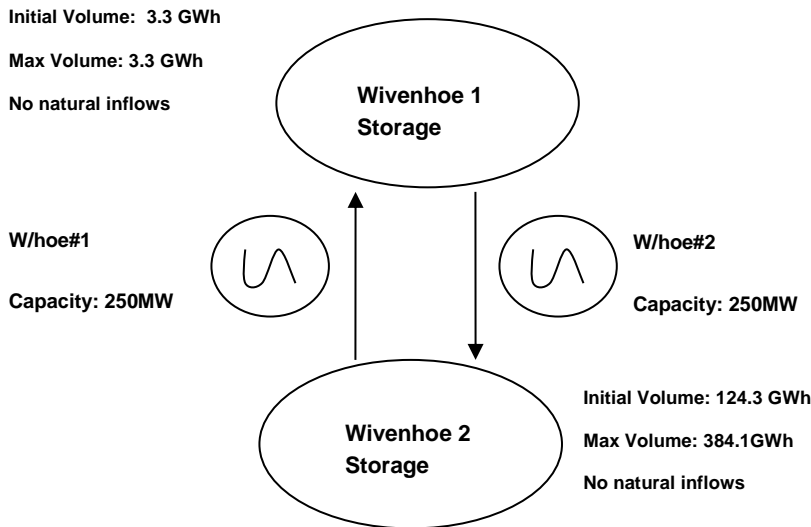 Initial Volume:  3.3 GWh
Max Volume: 3.3 GWh
No natural inflows
Wivenhoe 1
Storage
W/hoe#1
Capacity: 250MW
W/hoe#2
Capacity: 250MW
Wivenhoe 2
Storage
Initial Volume: 124.3 GWh
Max Volume: 384.1GWh
No natural inflows